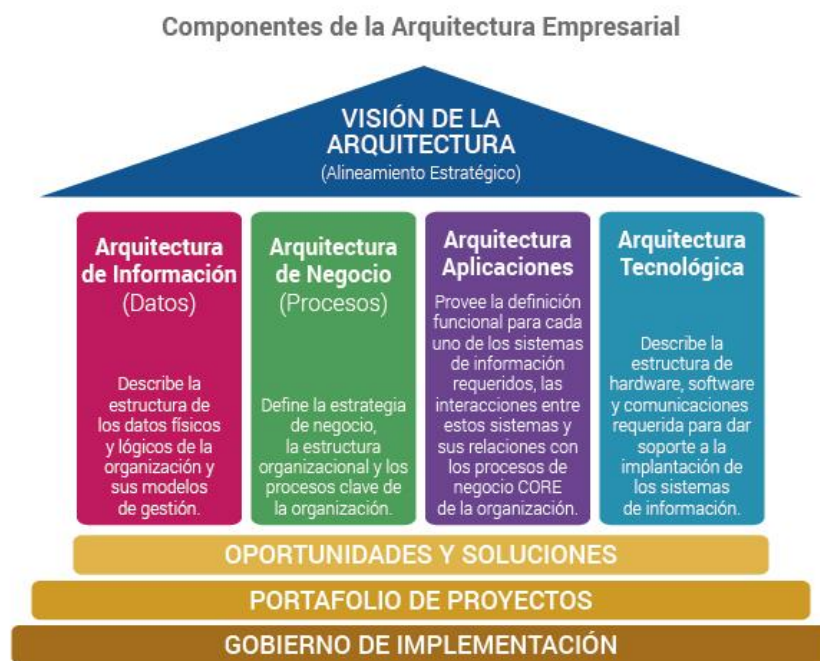 Componentes de la Arquitectura Empresarial
VISIÓN DE LA
ARQUITECTURA
(Alineamiento Estratégico)
Arquitectura
de Información
(Datos)
Describe la
estructura de
los datos físicos
y lógicos de la
organización y
sus modelos
de gestión.
Arquitectura
de Negocio
(Procesos)
Define la estrategia
de negocio,
la estructura
organizacional y los
procesos clave de
la organización.
Arquitectura
Aplicaciones
Provee la definición
funcional para cada
uno de los sistemas
de información
requeridos, las
interacciones entre
estos sistemas y
sus relaciones con
los procesos de
negocio CORE
de la organización.
Arquitectura
Tecnológica
Describe la
estructura de
hardware, software
y comunicaciones
requerida para dar
soporte a la
implantación de
los sistemas
de información.
OPORTUNIDADES Y SOLUCIONES
PORTAFOLIO DE PROYECTOS
GOBIERNO DE IMPLEMENTACIÓN